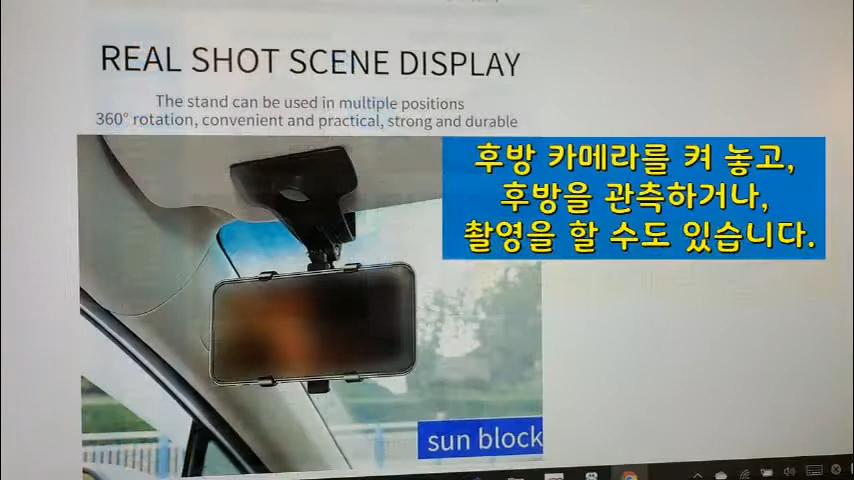 REAL SHOT SCENE DISPLAY
The stand can be used in multiple positions
360° rotation, convenient and practical, strong and durable
후방 카메라를 켜 놓고,
후방을 관측하거나,
촬영을 할 수도 있습니다.
sun block